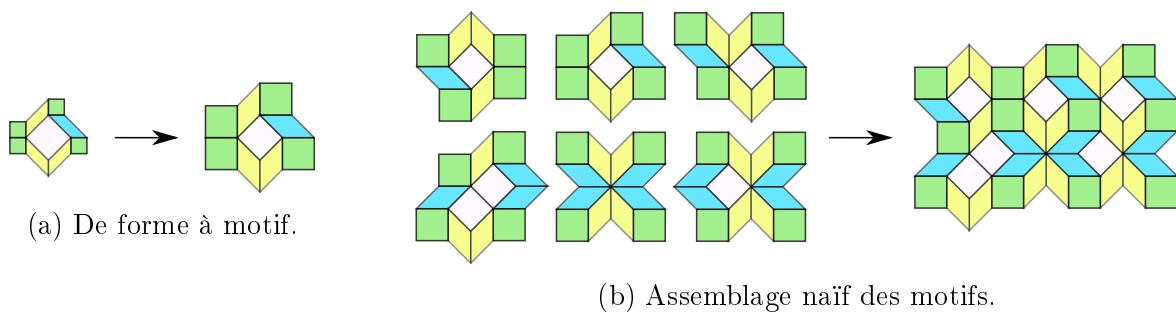 (a) De forme à motif.
(b) Assemblage naïf des motifs.